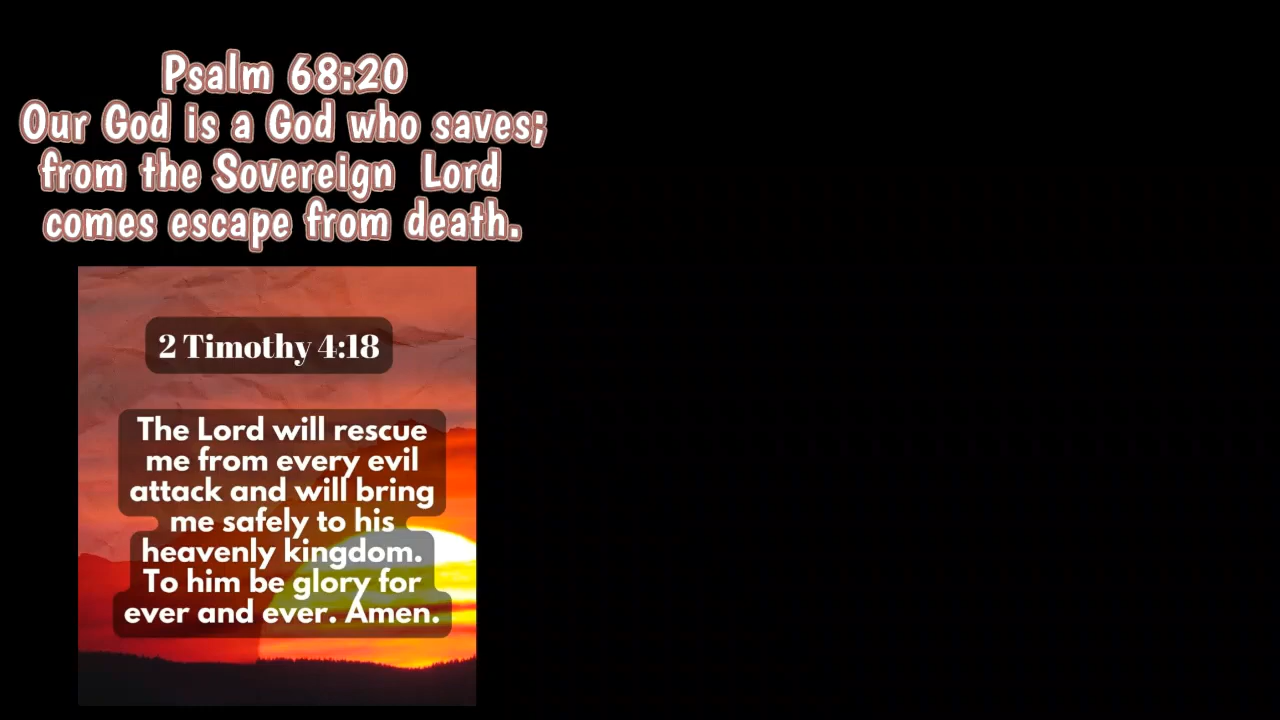 Psalm 68:20
Our God is a God who saves;
from the Sovereign Lord
comes escape from death.
2 Timothy 4:18
The Lord will rescue
me from every evil
attack and will bring
me safely to his
heavenly kingdom.
To him be glory for
ever and ever. Amen.